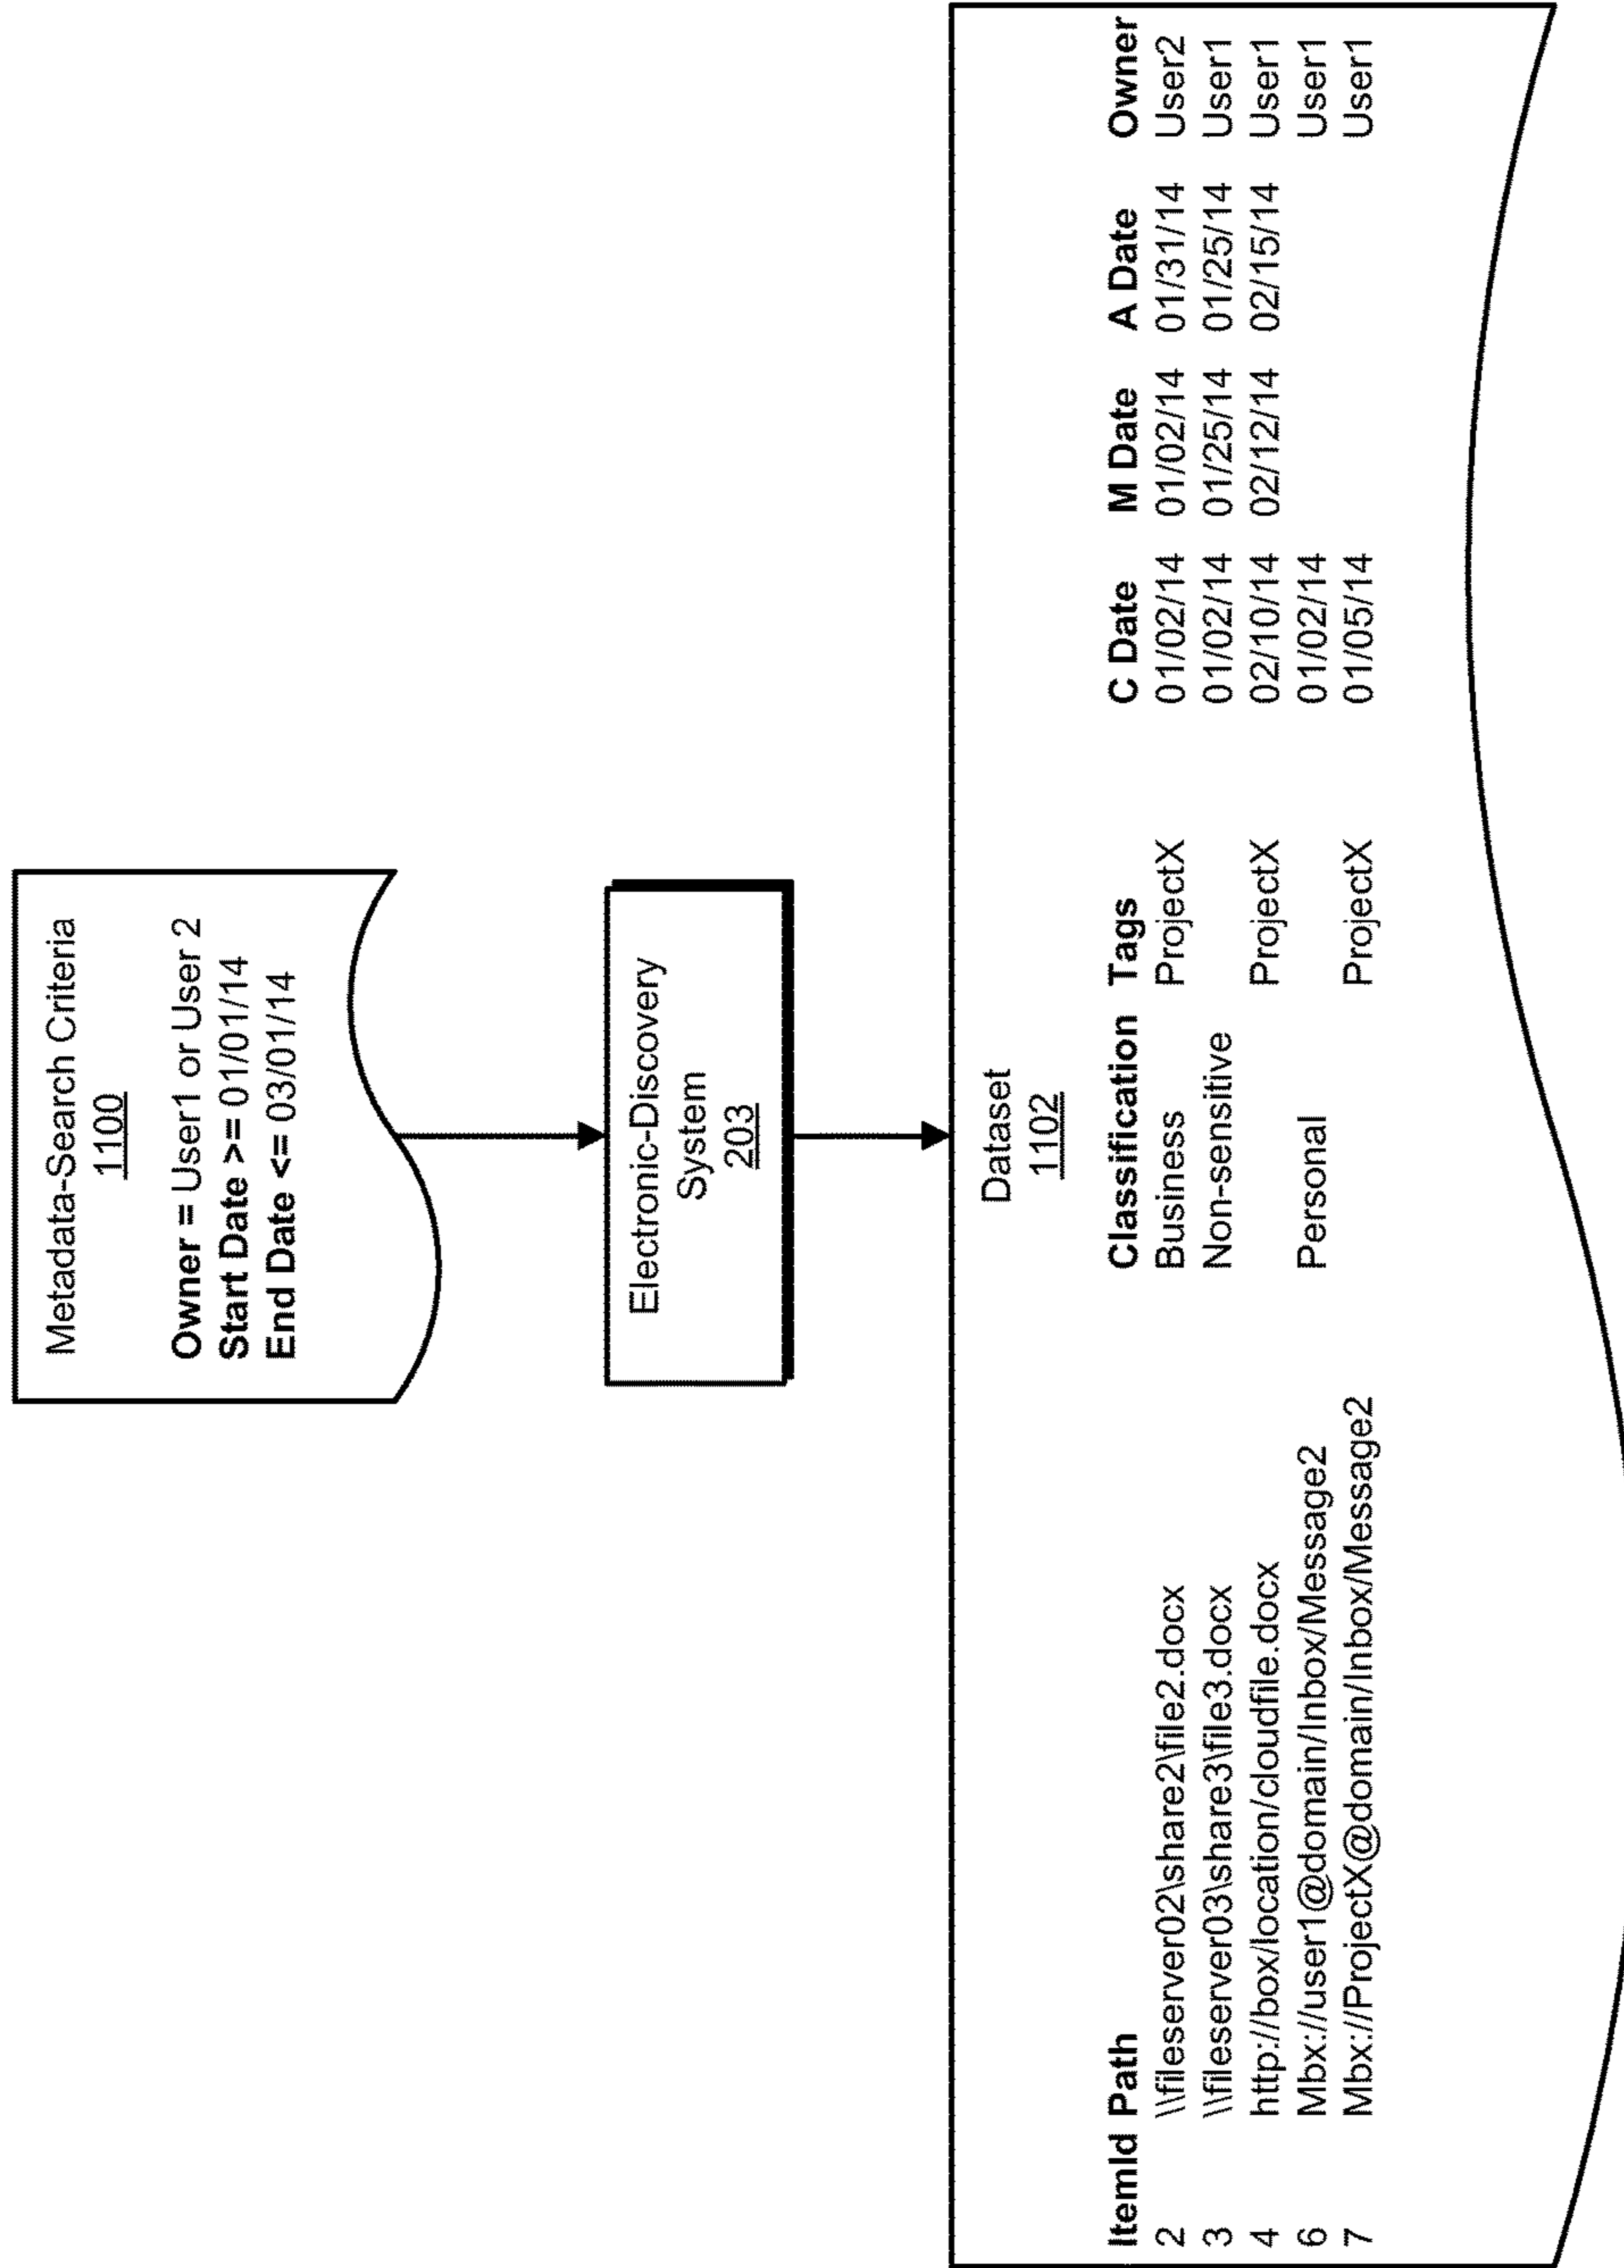 Metadata-Search Criteria
1100
Owner = User1 or User 2
Start Date >= 01/01/14
End Date <= 03/01/14
Electronic-Discovery
System
203
Dataset
1102
ItemId Path Classification Tags C Date M Date A Date Owner
2 \\fileserver02\share2\file2.docx Business ProjectX 01/02/14 01/02/14 01/31/14 User2
3 \\fileserver03\share3\file3.docx Non-sensitive 01/02/14 01/25/14 01/25/14 User1
4 http://box/location/cloudfile.docx ProjectX 02/10/14 02/12/14 02/15/14 User1
6 Mbx://user1@domain/Inbox/Message2 Personal 01/02/14 User1
7 Mbx://ProjectX@domain/Inbox/Message2 ProjectX 01/05/14 User1